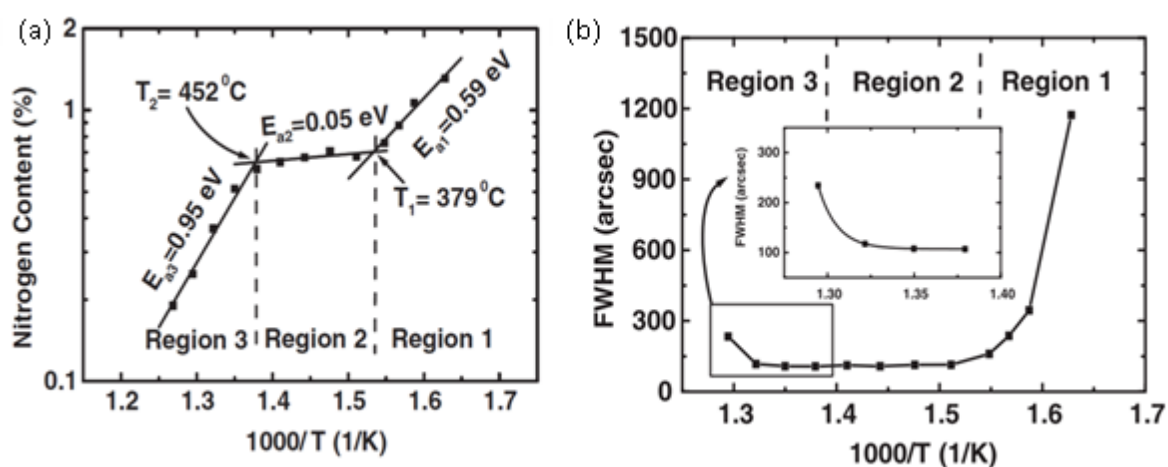 (a)
2
1
0.1
Nitrogen Content (%)
T2= 452⁰C
Ea2=0.05 eV
Ea1=0.59 eV
T1= 379⁰C
Ea3=0.95 eV
Region 3
Region 2
Region 1
1.2 1.3 1.4 1.5 1.6 1.7
1000/T (1/K)
(b)
1500
1200
900
600
300
0
FWHM (arcsec)
Region 3
Region 2
Region 1
300
200
100
FWHM (arcsec)
1.30 1.35 1.40
1.3 1.4 1.5 1.6 1.7
1000/T (1/K)